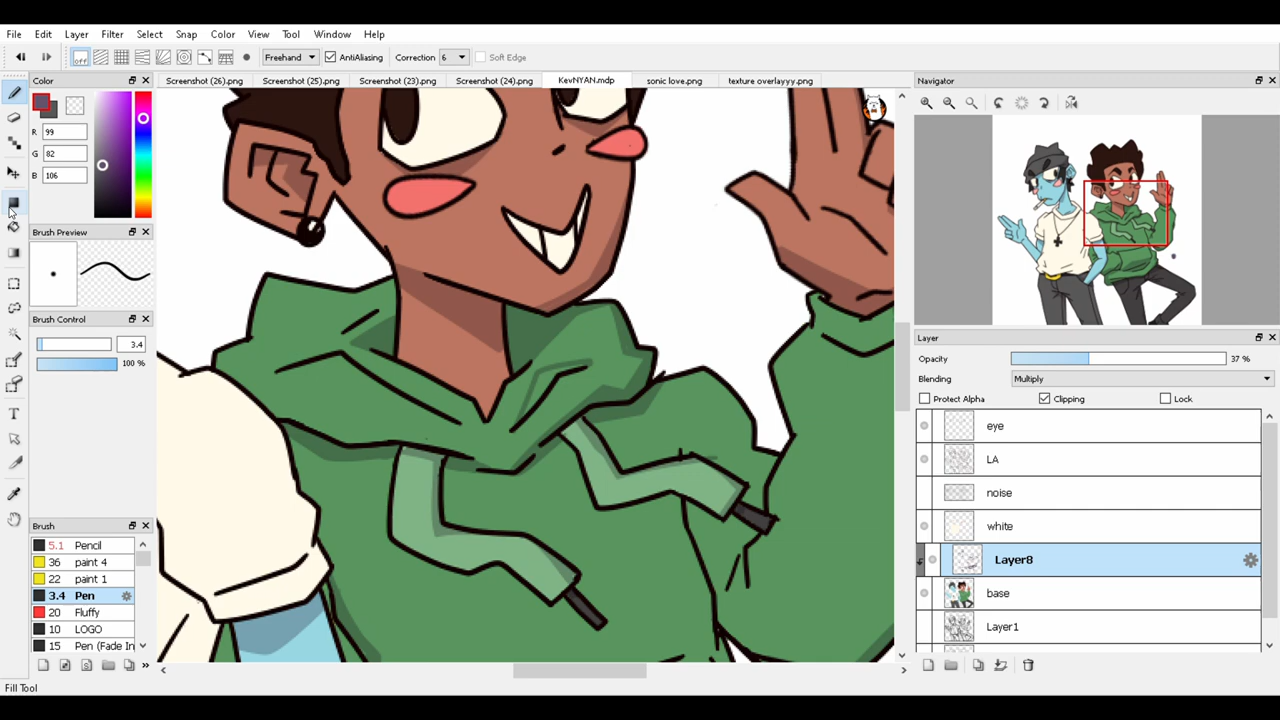 File Edit Layer Filter Select Snap Color View Tool Window Help
off Freehand AntiAliasing Correction 6 Soft Edge
Color
Screenshot (26).png Screenshot (25).png Screenshot (23).png Screenshot (24).png KevNYAN.mdp sonic love.png texture overlayyy.png
Navigator
R 99
G 82
B 106
Brush Preview
Brush Control
3.4
100 %
Layer
Opacity 37 %
Blending Multiply
Protect Alpha Clipping Lock
eye
LA
noise
white
Layer8
base
Layer1
Brush
5.1 Pencil
36 paint 4
22 paint 1
3.4 Pen
20 Fluffy
10 LOGO
15 Pen (Fade In
Fill Tool